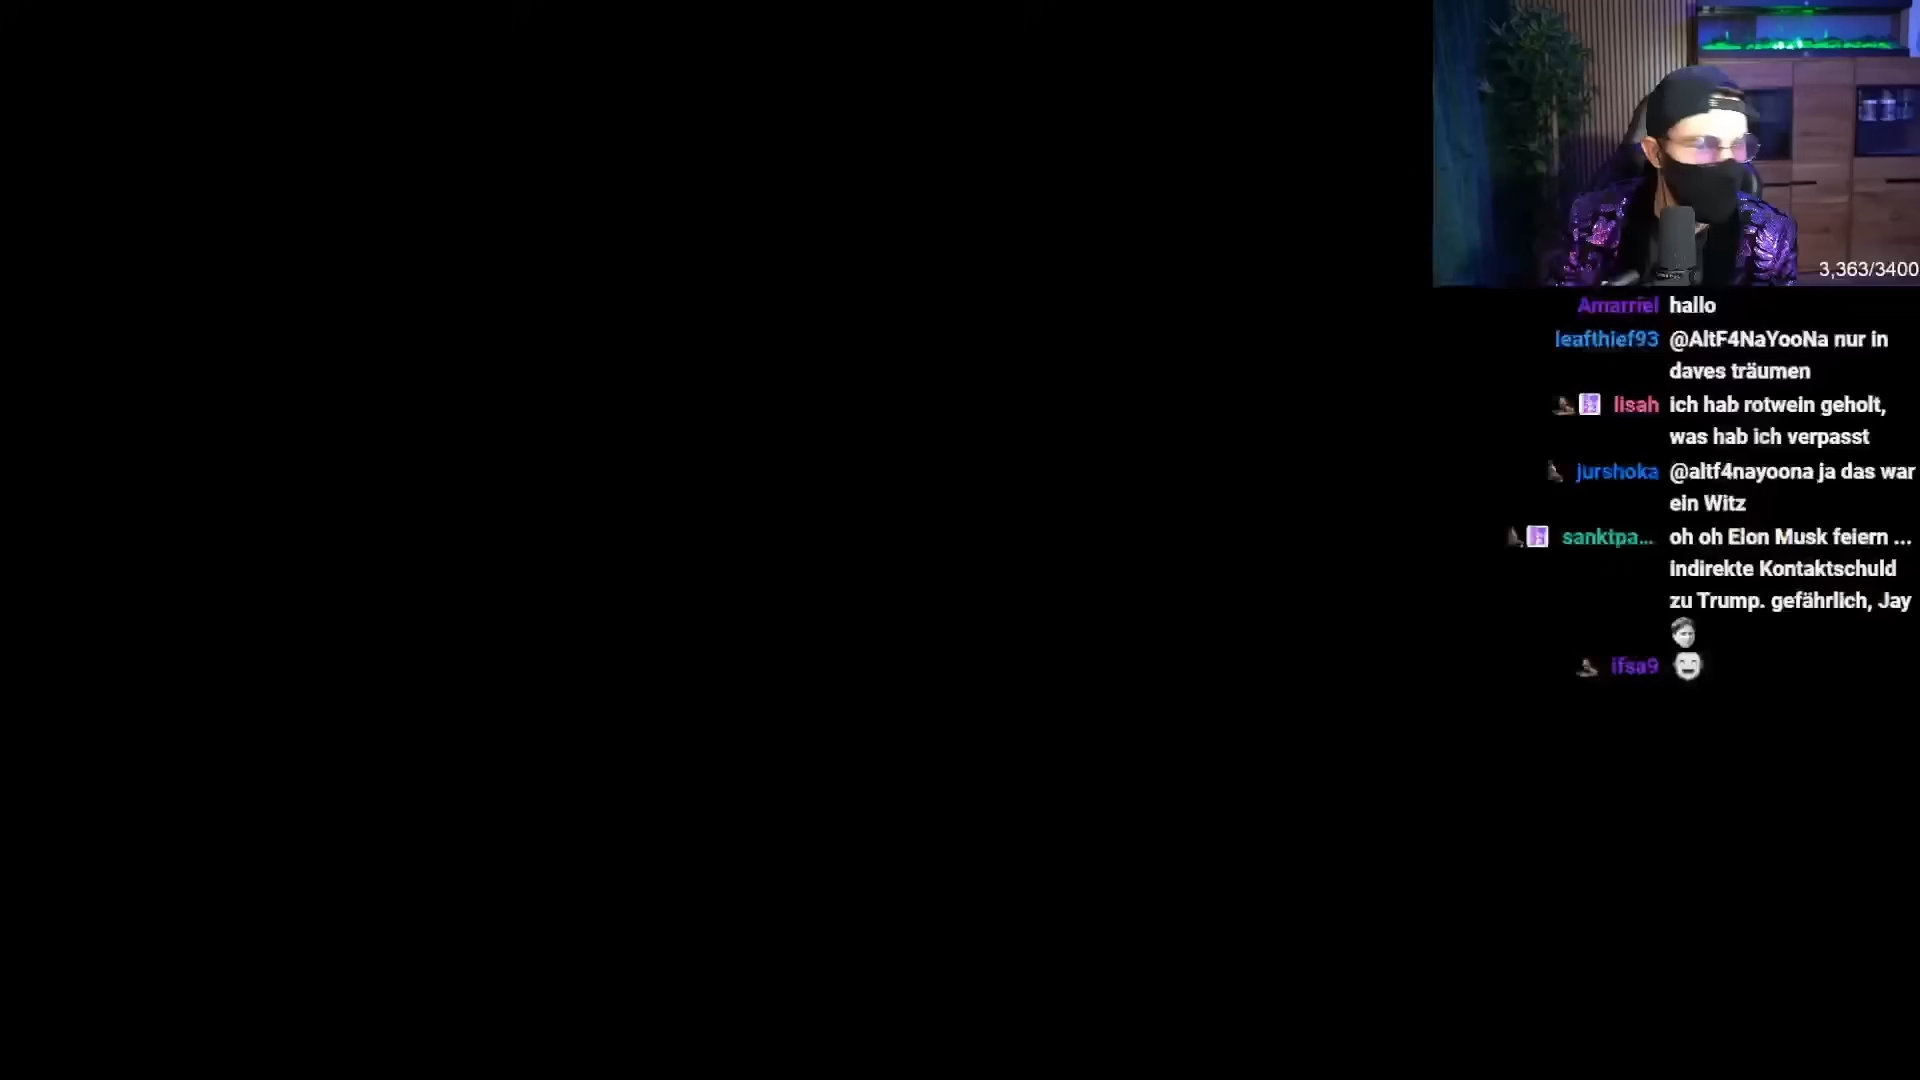 3,363/3400
Amarriel hallo
leafthief93 @AltF4NaYooNa nur in
daves träumen
lisah ich hab rotwein geholt,
was hab ich verpasst
jurshoka @altf4nayoona ja das war
ein Witz
sanktpa... oh oh Elon Musk feiern ...
indirekte Kontaktschuld
zu Trump. gefährlich, Jay
ifsa9